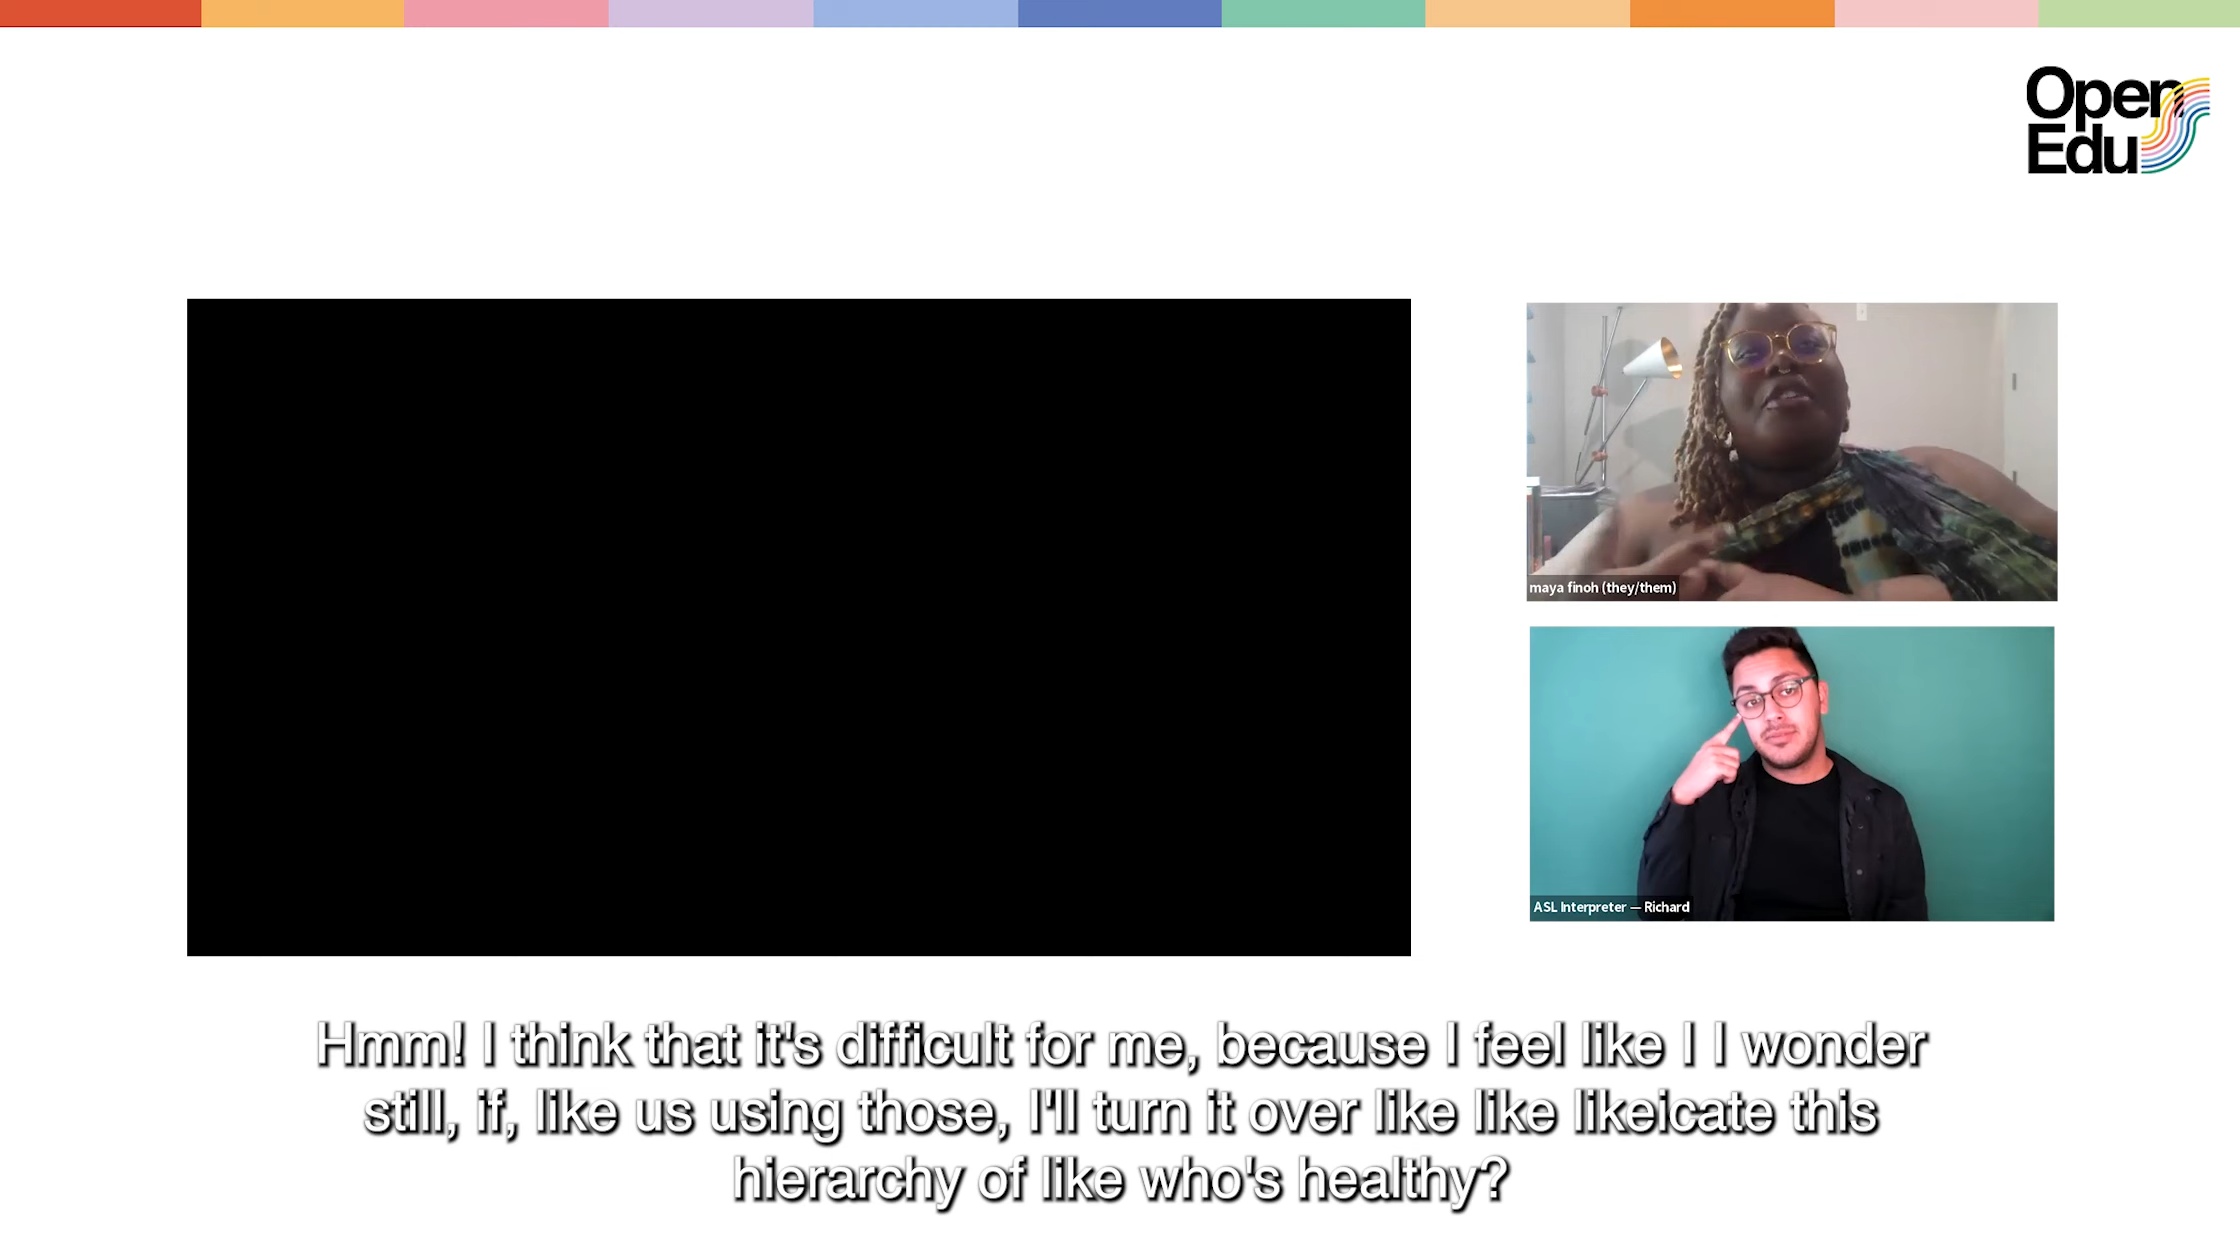 Open
Edu
maya finoh (they/them)
ASL Interpreter — Richard
Hmm! I think that it's difficult for me, because I feel like I I wonder
still, if, like us using those, I'll turn it over like like likeicate this
hierarchy of like who's healthy?